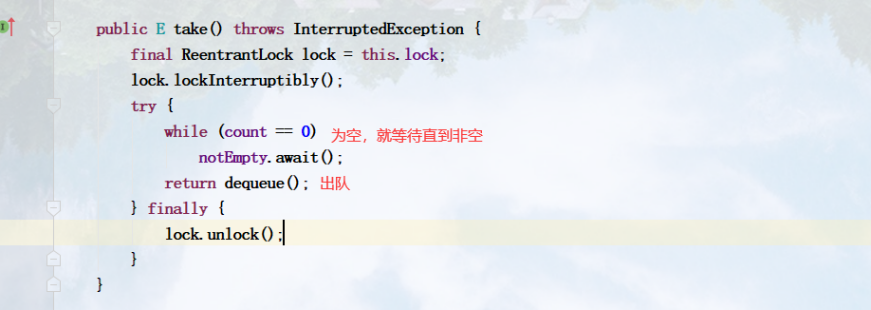 public E take() throws InterruptedException {
final ReentrantLock lock = this.lock;
lock.lockInterruptibly();
try {
while (count == 0) 为空，就等待直到非空
notEmpty.await();
return dequeue(); 出队
} finally {
lock.unlock();
}
}